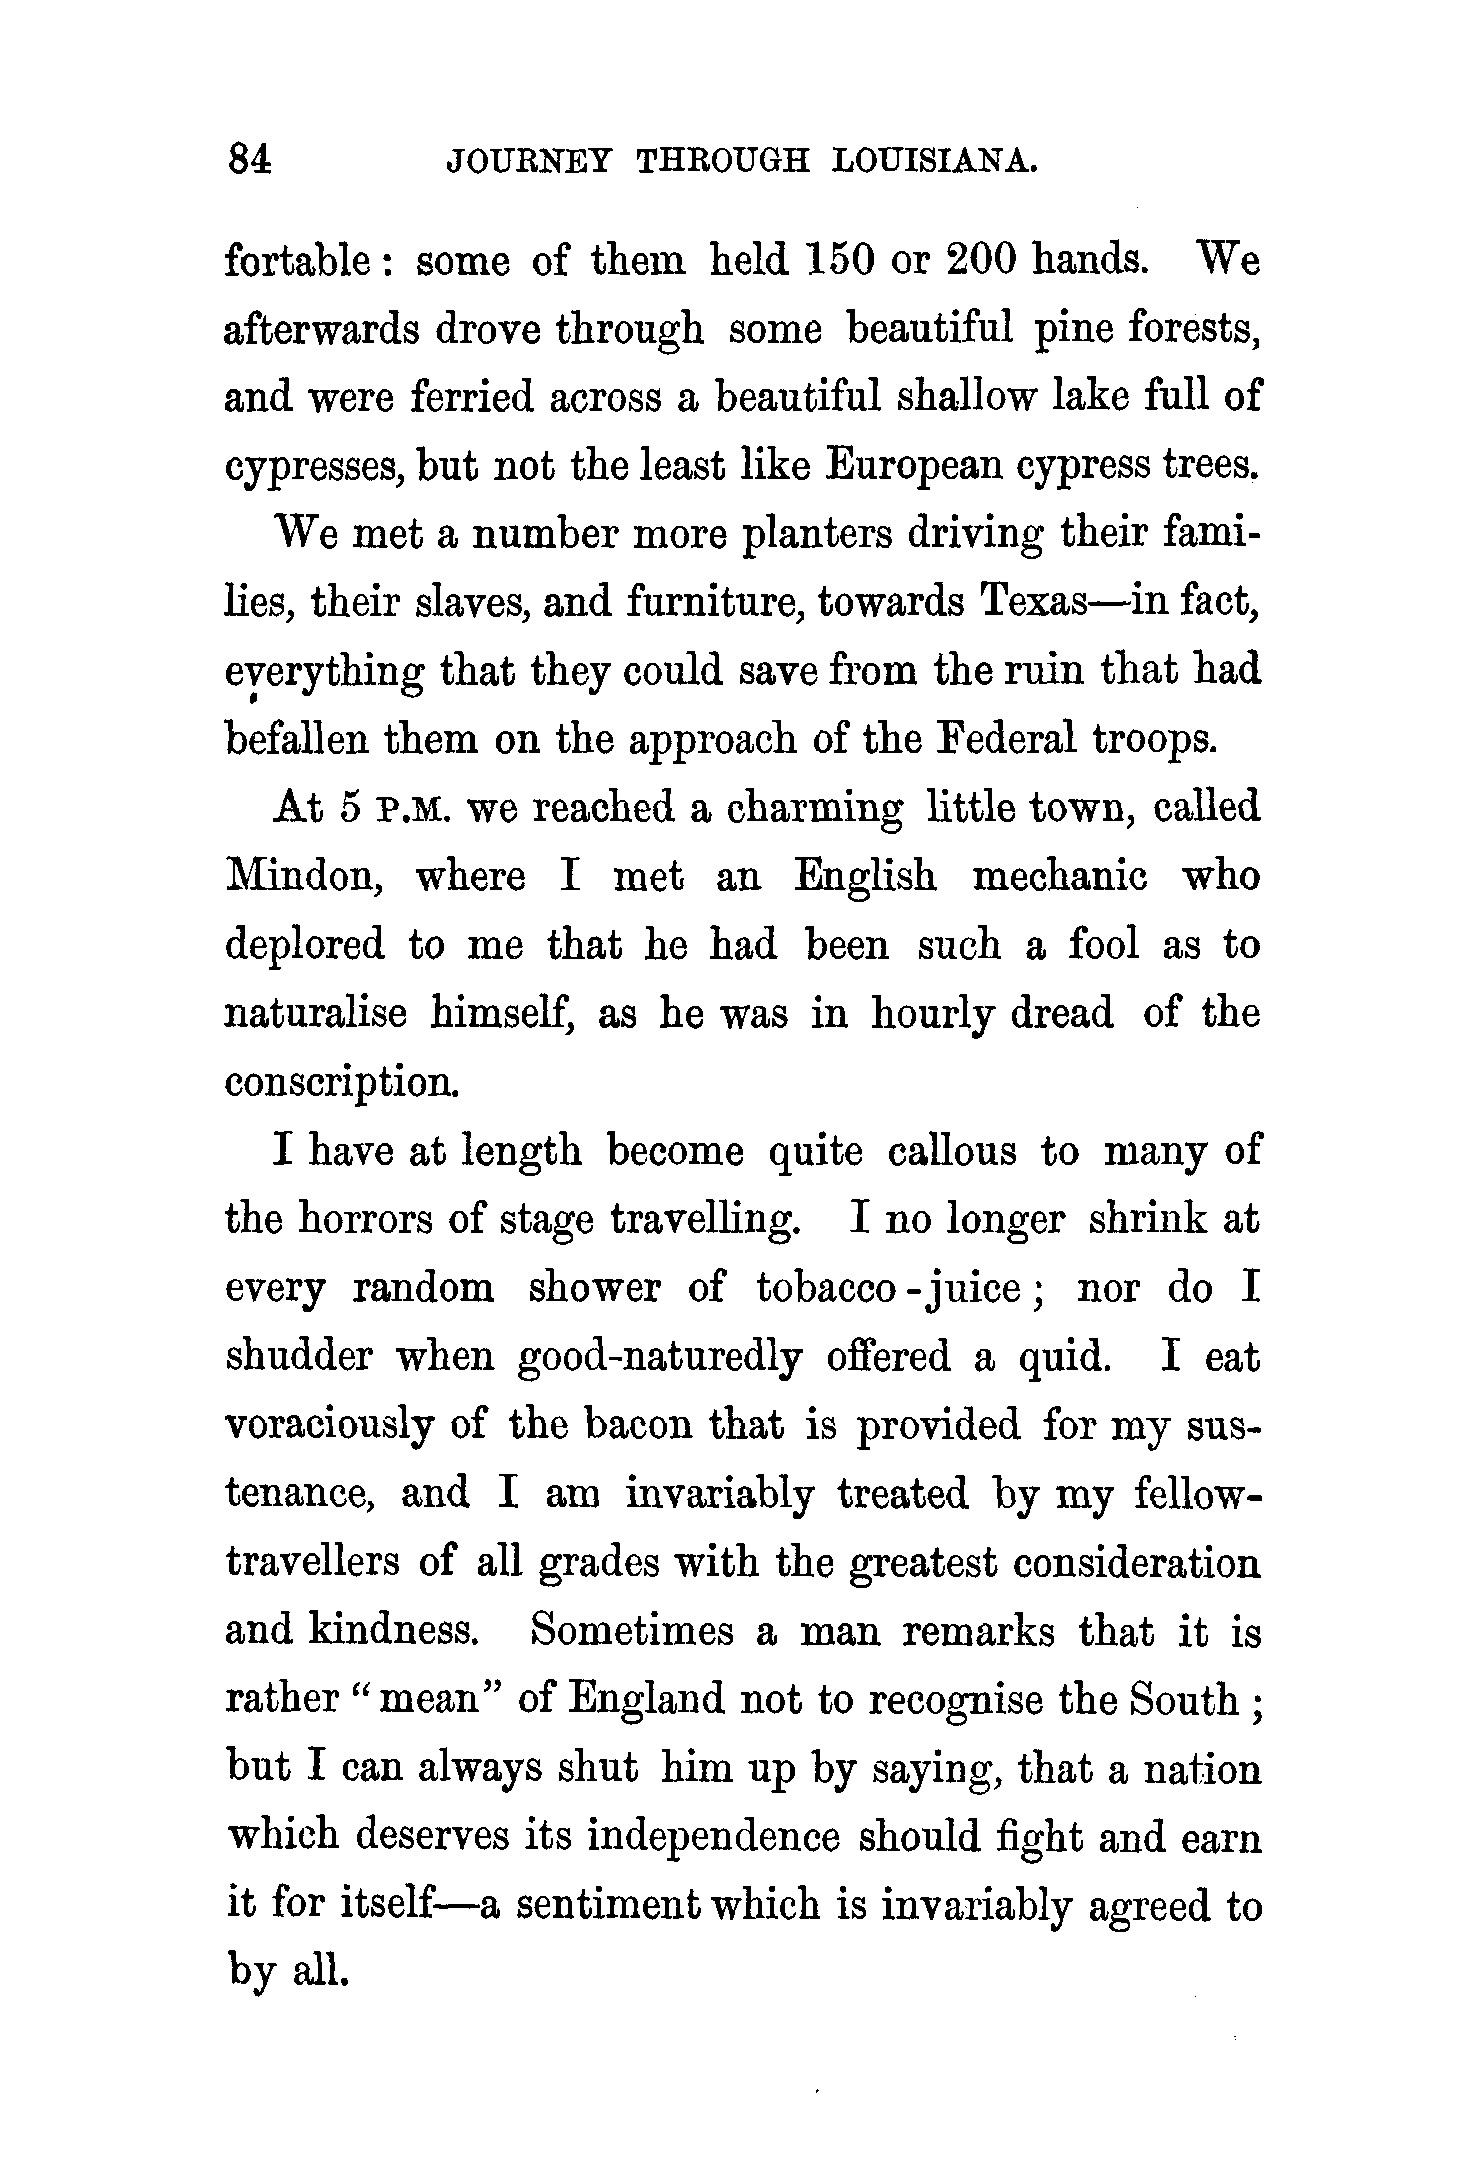 84 JOURNEY THROUGH LOUISIANA.
fortable: some of them held 150 or 200 hands. We
afterwards drove through some beautiful pine forests,
and were ferried across a beautiful shallow lake full of
cypresses, but not the least like European cypress trees.
We met a number more planters driving their fami-
lies, their slaves, and furniture, towards Texas—in fact,
everything that they could save from the ruin that had
befallen them on the approach of the Federal troops.
At 5 P.M. we reached a charming little town, called
Mindon, where I met an English mechanic who
deplored to me that he had been such a fool as to
naturalise himself, as he was in hourly dread of the
conscription.
I have at length become quite callous to many of
the horrors of stage travelling. I no longer shrink at
every random shower of tobacco-juice; nor do I
shudder when good-naturedly offered a quid. I eat
voraciously of the bacon that is provided for my sus-
tenance, and I am invariably treated by my fellow-
travellers of all grades with the greatest consideration
and kindness. Sometimes a man remarks that it is
rather "mean" of England not to recognise the South;
but I can always shut him up by saying, that a nation
which deserves its independence should fight and earn
it for itself—a sentiment which is invariably agreed to
by all.